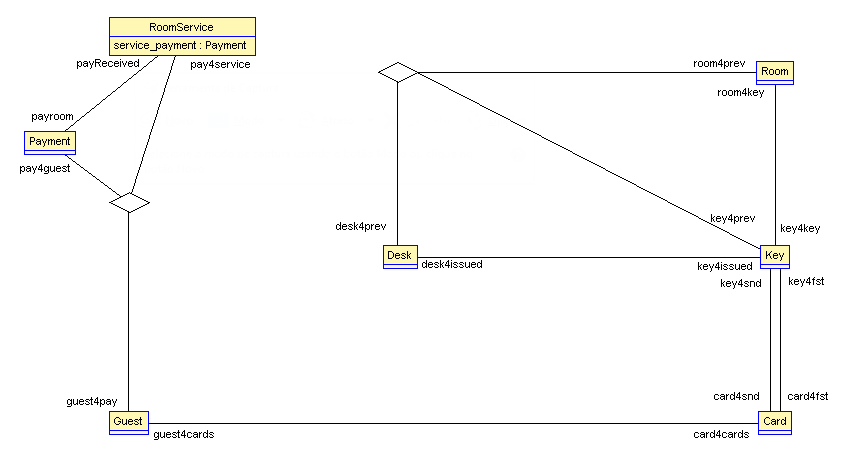 RoomService
service_payment : Payment
payReceived
pay4service
room4prev
Room
room4key
payroom
Payment
pay4guest
key4prev
desk4prev
key4key
Desk
Key
desk4issued
key4issued
key4snd
key4fst
card4snd
card4fst
guest4pay
Guest
Card
guest4cards
card4cards